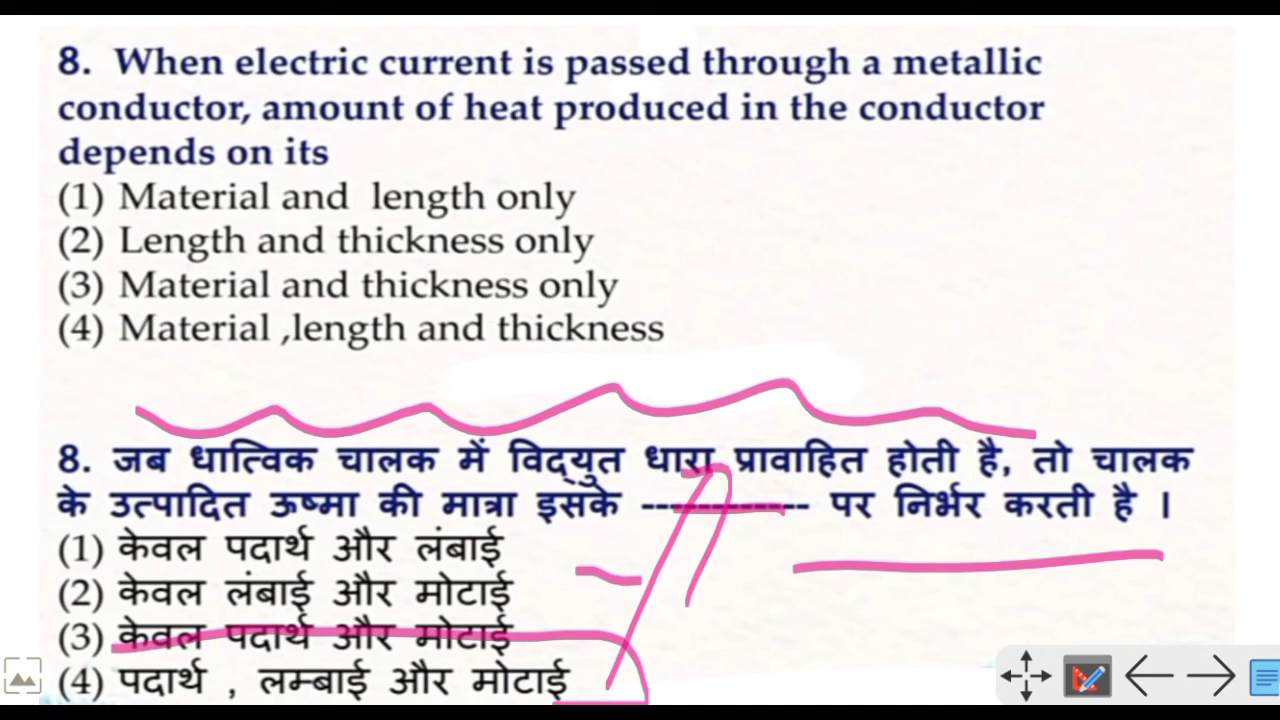 8. When electric current is passed through a metallic
conductor, amount of heat produced in the conductor
depends on its
(1) Material and length only
(2) Length and thickness only
(3) Material and thickness only
(4) Material ,length and thickness
8. जब धात्विक चालक में विद्युत धारा प्रावाहित होती है, तो चालक
के उत्पादित ऊष्मा की मात्रा इसके ------------- पर निर्भर करती है ।
(1) केवल पदार्थ और लंबाई
(2) केवल लंबाई और मोटाई
(3) केवल पदार्थ और मोटाई
(4) पदार्थ , लम्बाई और मोटाई